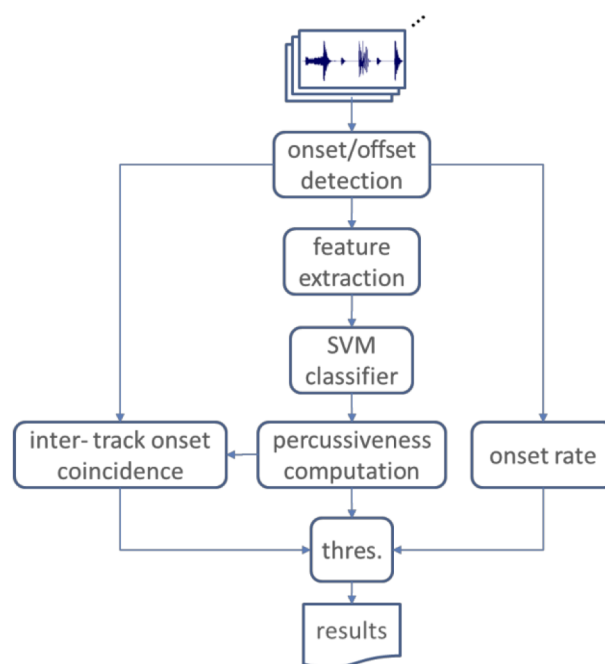 onset/offset
detection
feature
extraction
SVM
classifier
inter- track onset
coincidence
percussiveness
computation
onset rate
thres.
results